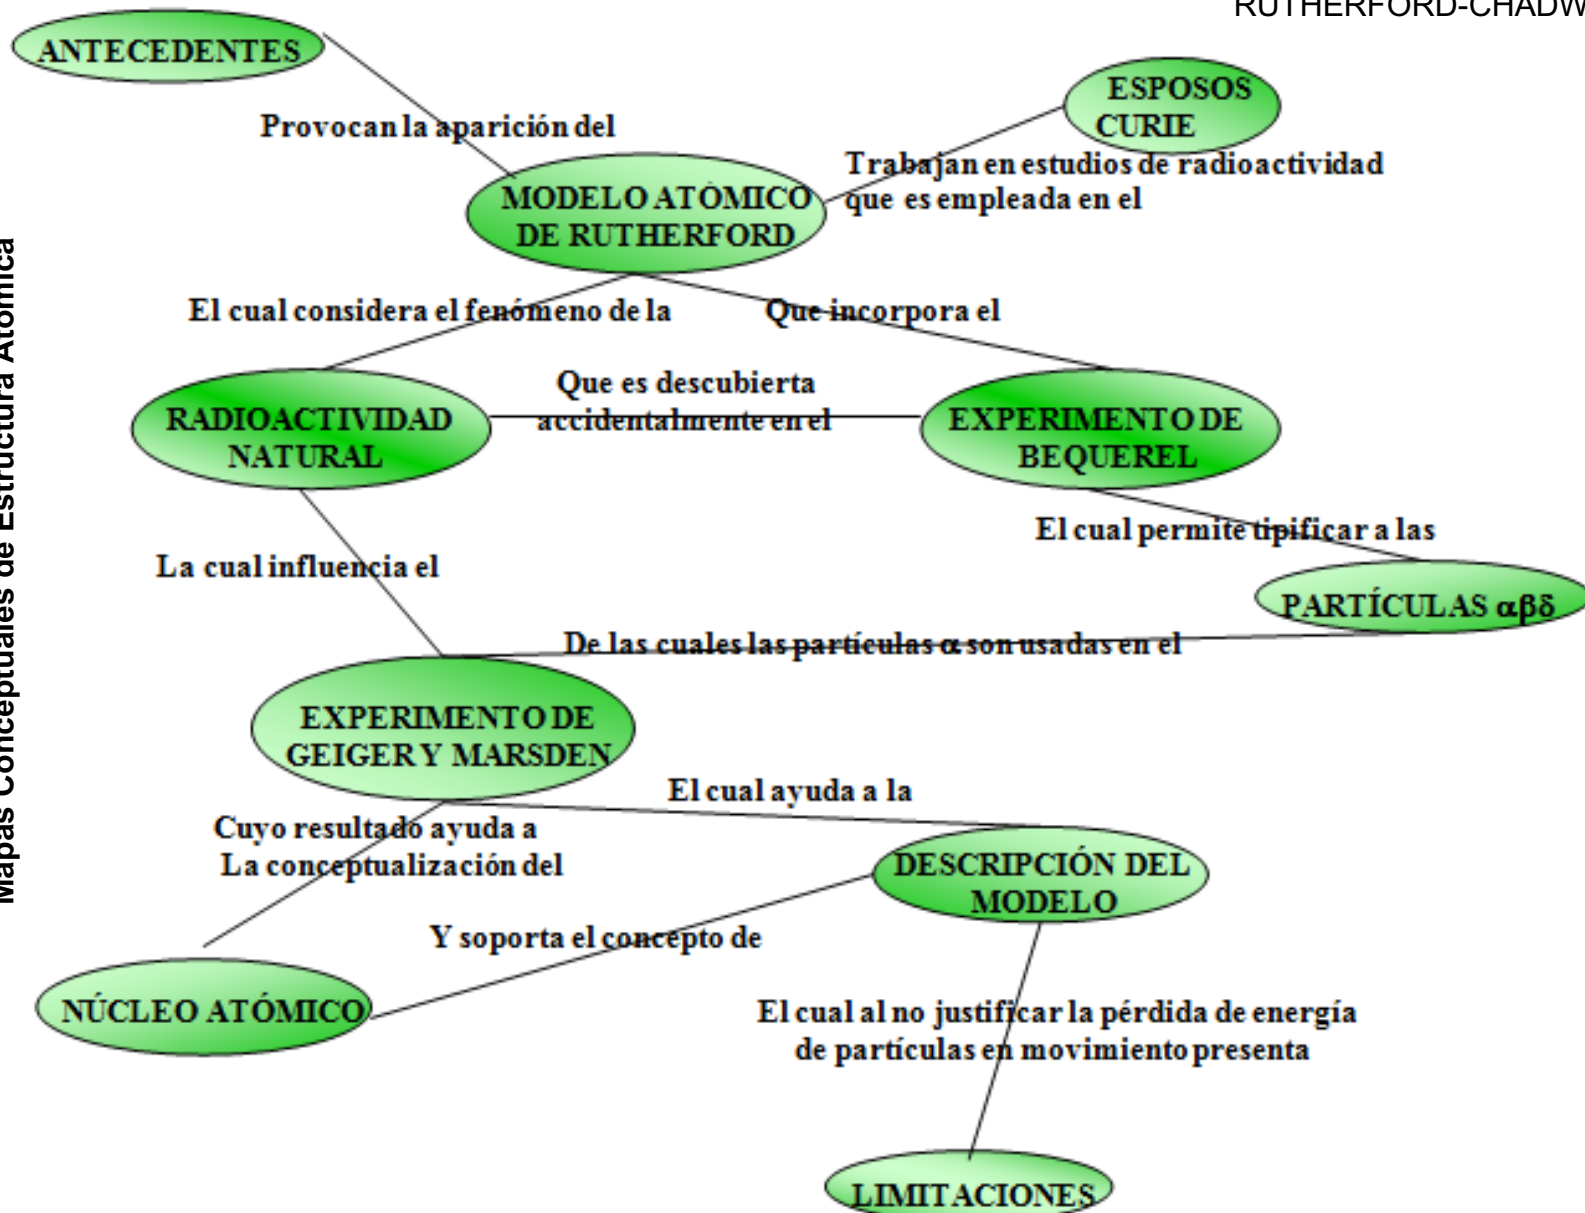 RUTHERFORD-CHADW
ANTECEDENTES
ESPOSOS
CURIE
Provocan la aparición del
Trabajan en estudios de radioactividad
que es empleada en el
MODELO ATÓMICO
DE RUTHERFORD
Mapas Conceptuales de Estructura Atómica
El cual considera el fenómeno de la
Que incorpora el
Que es descubierta
accidentalmente en el
RADIOACTIVIDAD
NATURAL
EXPERIMENTO DE
BEQUEREL
El cual permite tipificar a las
La cual influencia el
PARTÍCULAS αβδ
De las cuales las partículas α son usadas en el
EXPERIMENTO DE
GEIGER Y MARSDEN
El cual ayuda a la
Cuyo resultado ayuda a
La conceptualización del
DESCRIPCIÓN DEL
MODELO
Y soporta el concepto de
NÚCLEO ATÓMICO
El cual al no justificar la pérdida de energía
de partículas en movimiento presenta
LIMITACIONES